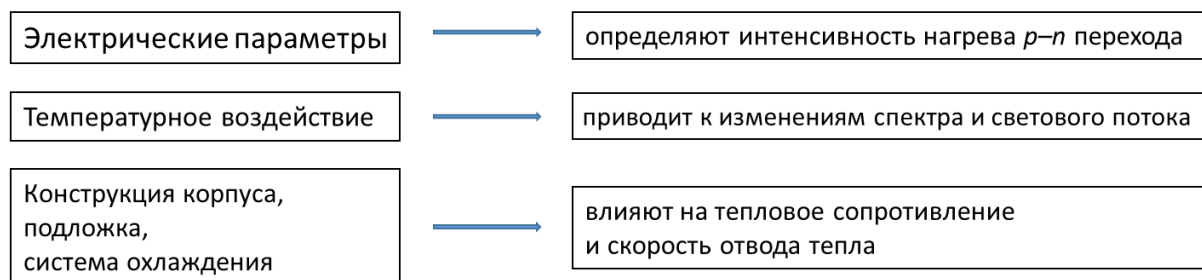 Электрические параметры
определяют интенсивность нагрева p–n перехода
Температурное воздействие
приводит к изменениям спектра и светового потока
Конструкция корпуса,
подложка,
система охлаждения
влияют на тепловое сопротивление
и скорость отвода тепла